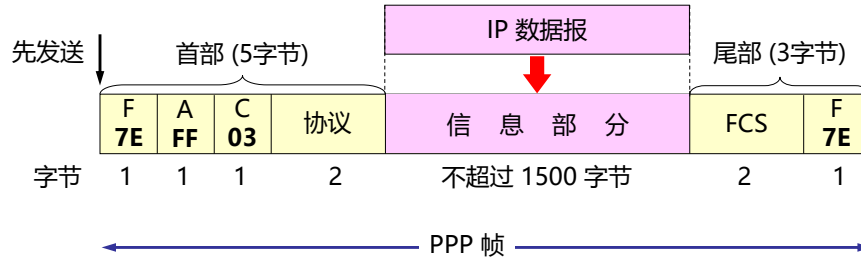 IP 数据报
先发送
首部 (5字节)
尾部 (3字节)
F A C
7E FF 03 协议 信 息 部 分 FCS F 7E
字节 1 1 1 2 不超过 1500 字节 2 1
PPP 帧